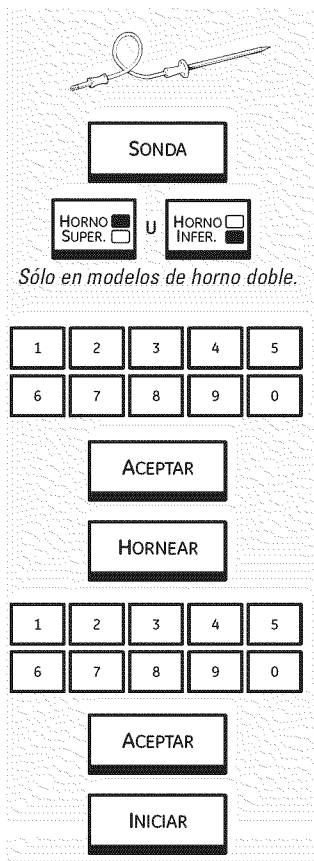 SONDA
HORNO SUPER. U HORNO INFER.
Sólo en modelos de horno doble.
1 2 3 4 5
6 7 8 9 0
ACEPTAR
HORNEAR
1 2 3 4 5
6 7 8 9 0
ACEPTAR
INICIAR